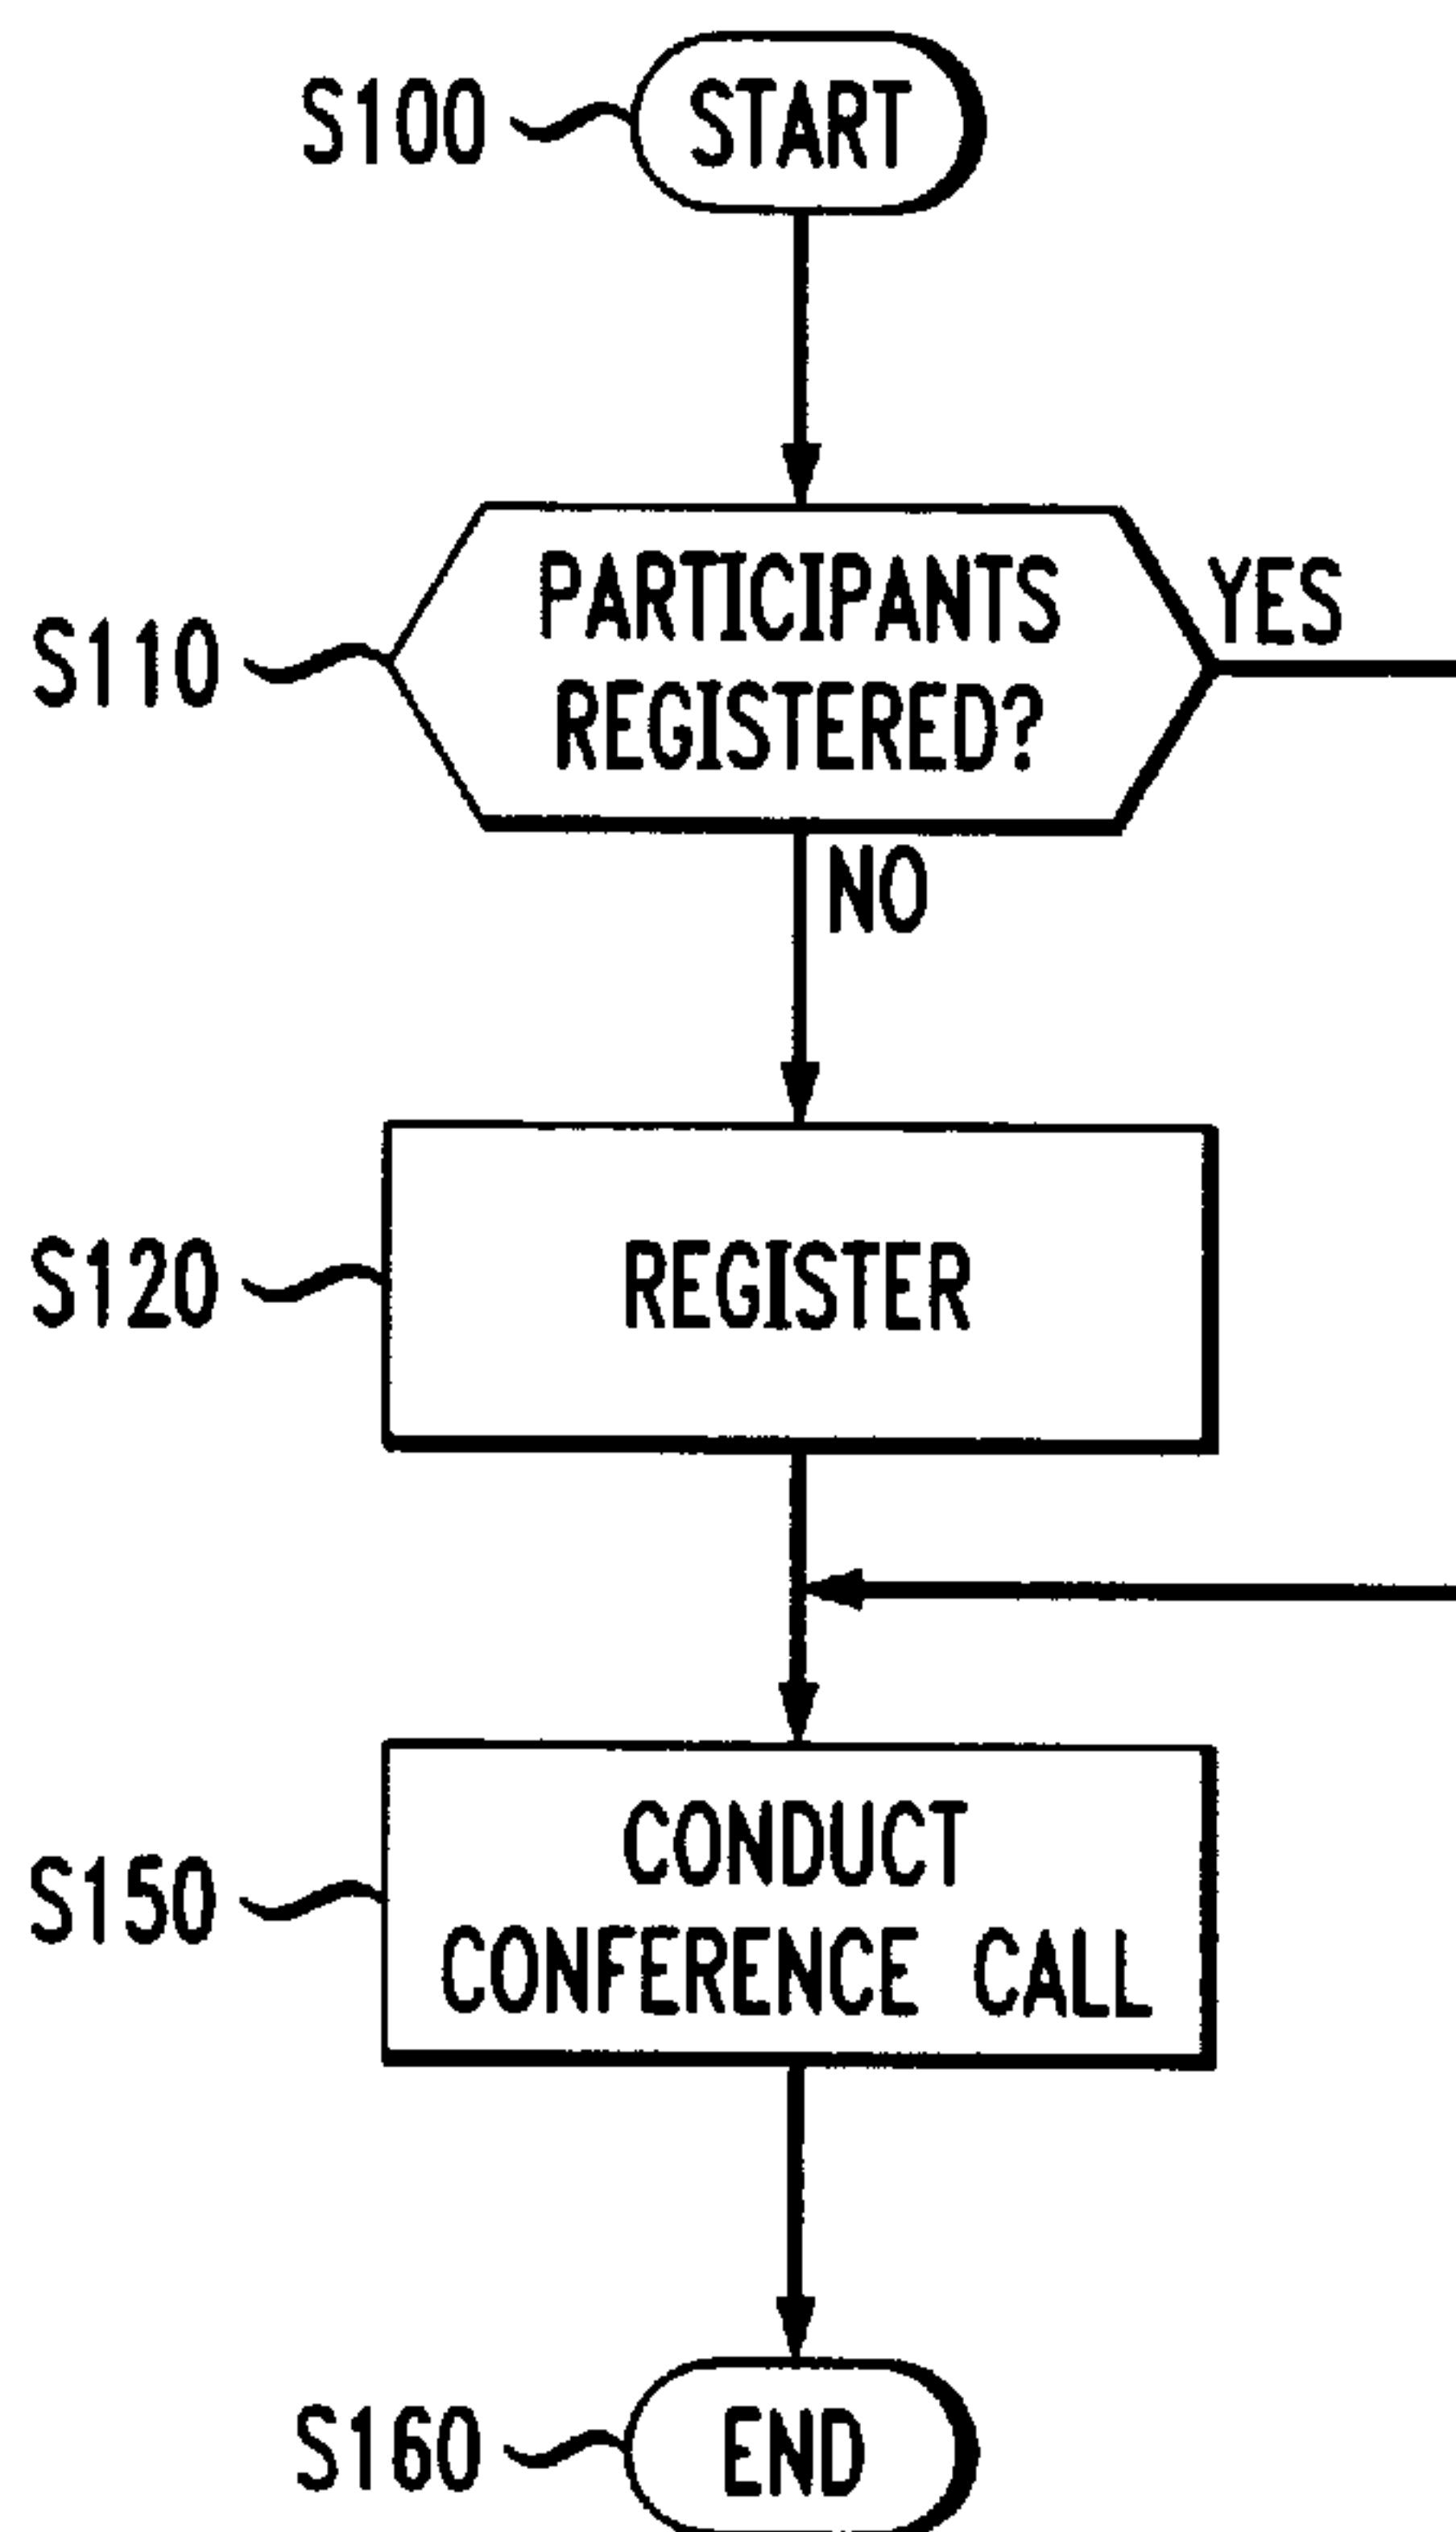 S100
START
S110
PARTICIPANTS
REGISTERED?
YES
NO
S120
REGISTER
S150
CONDUCT
CONFERENCE CALL
S160
END